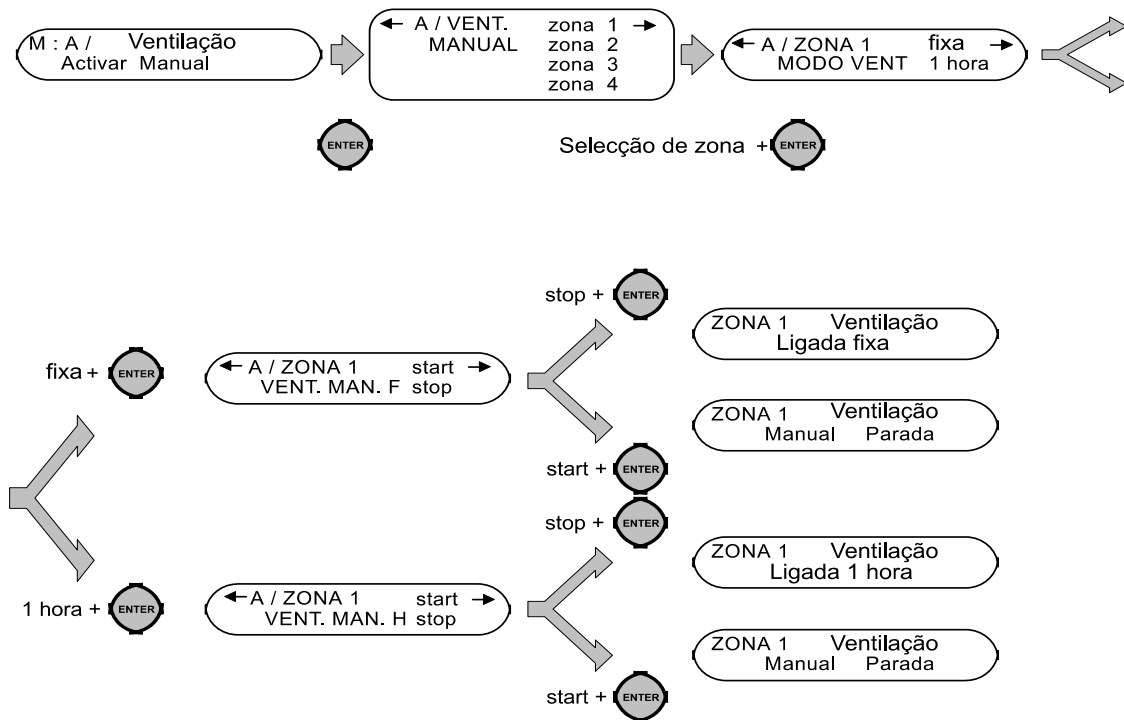 M : A / Ventilação
Activar Manual
← A / VENT. zona 1 →
MANUAL zona 2
zona 3
zona 4
← A / ZONA 1 fixa →
MODO VENT 1 hora
ENTER
Selecção de zona + ENTER
stop + ENTER
ZONA 1 Ventilação
Ligada fixa
fixa + ENTER
← A / ZONA 1 start →
VENT. MAN. F stop
ZONA 1 Ventilação
Manual Parada
start + ENTER
stop + ENTER
ZONA 1 Ventilação
Ligada 1 hora
1 hora + ENTER
← A / ZONA 1 start →
VENT. MAN. H stop
ZONA 1 Ventilação
Manual Parada
start + ENTER